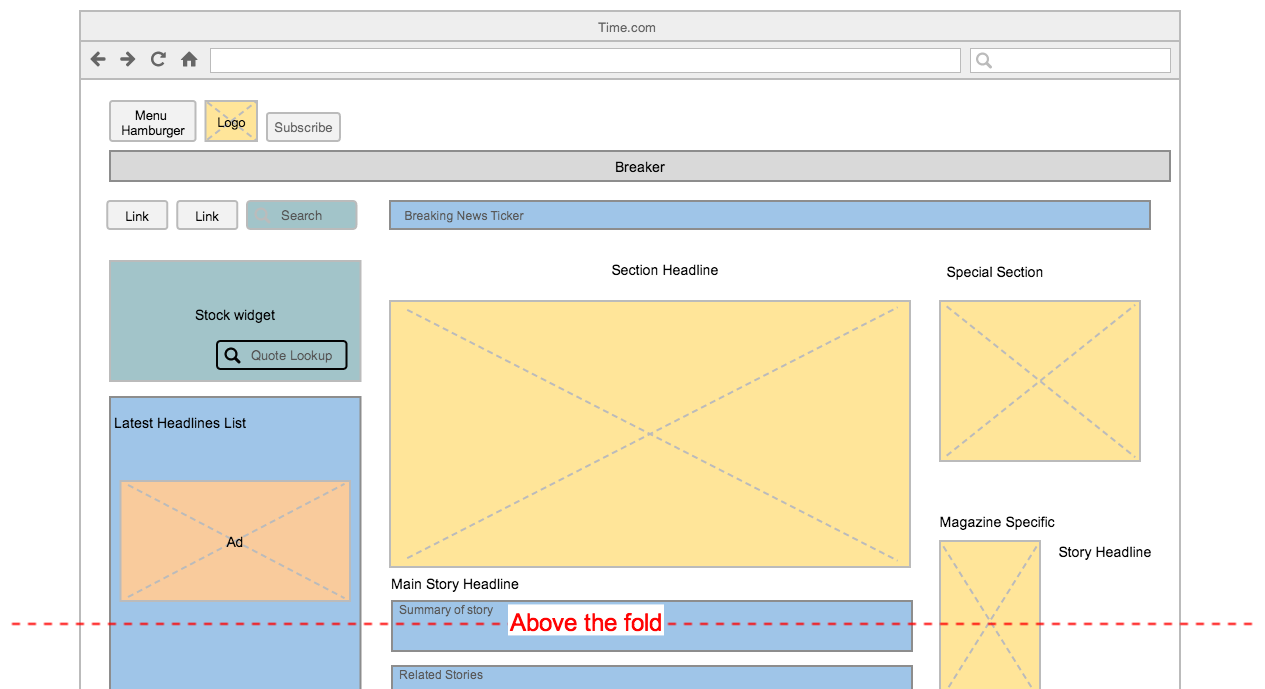 Time.com
Menu
Hamburger
Logo
Subscribe
Breaker
Link
Link
Search
Breaking News Ticker
Section Headline
Special Section
Stock widget
Quote Lookup
Latest Headlines List
Ad
Magazine Specific
Story Headline
Main Story Headline
Summary of story
Above the fold
Related Stories